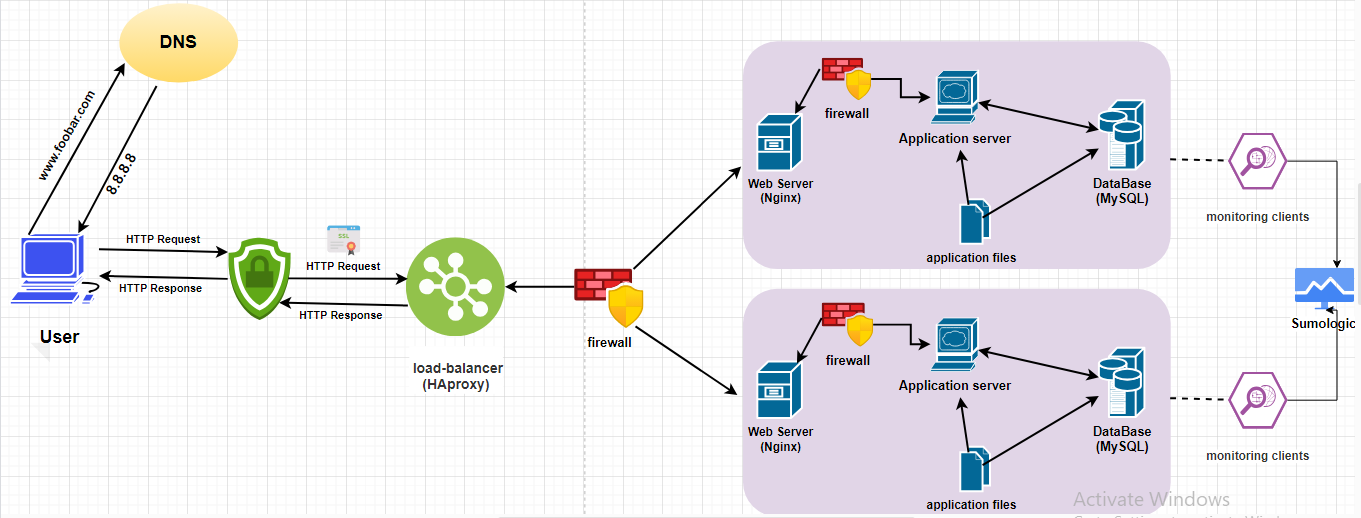 DNS
www.foobar.com
8.8.8.8
HTTP Request
HTTP Response
User
SSL
HTTP Request
HTTP Response
load-balancer
(HAproxy)
firewall
firewall
Application server
Web Server
(Nginx)
DataBase
(MySQL)
application files
monitoring clients
Sumologic
firewall
Application server
Web Server
(Nginx)
DataBase
(MySQL)
application files
monitoring clients
Activate Windows